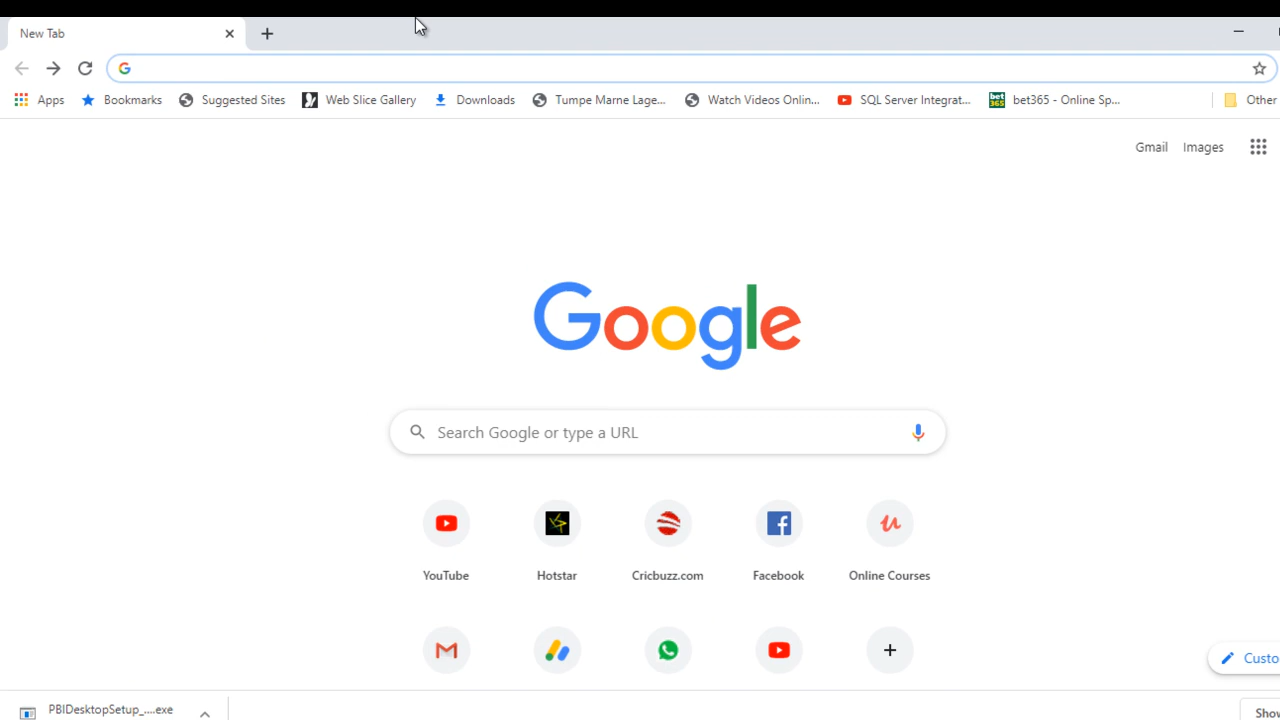 New Tab
Apps Bookmarks Suggested Sites Web Slice Gallery Downloads Tumpe Marne Lage... Watch Videos Onlin... SQL Server Integrat... bet365 - Online Sp... Other
Gmail Images
Google
Search Google or type a URL
YouTube Hotstar Cricbuzz.com Facebook Online Courses
Custo
PBIDesktopSetup_....exe
Show